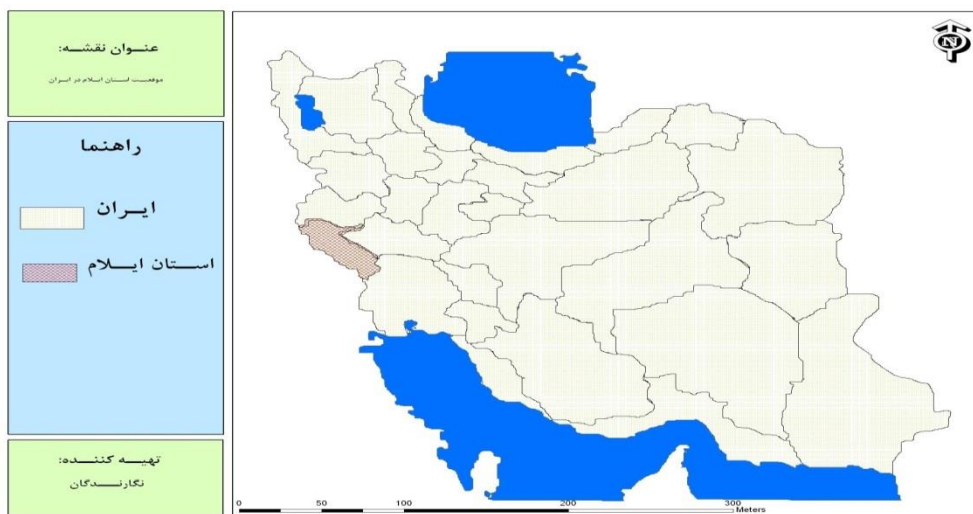 عنوان نقشه:
موقعیت استان ایلام در ایران
راهنما
ایران
استان ایلام
تهیه کننده:
نگارندگان
N
0 50 100 200 300
Meters